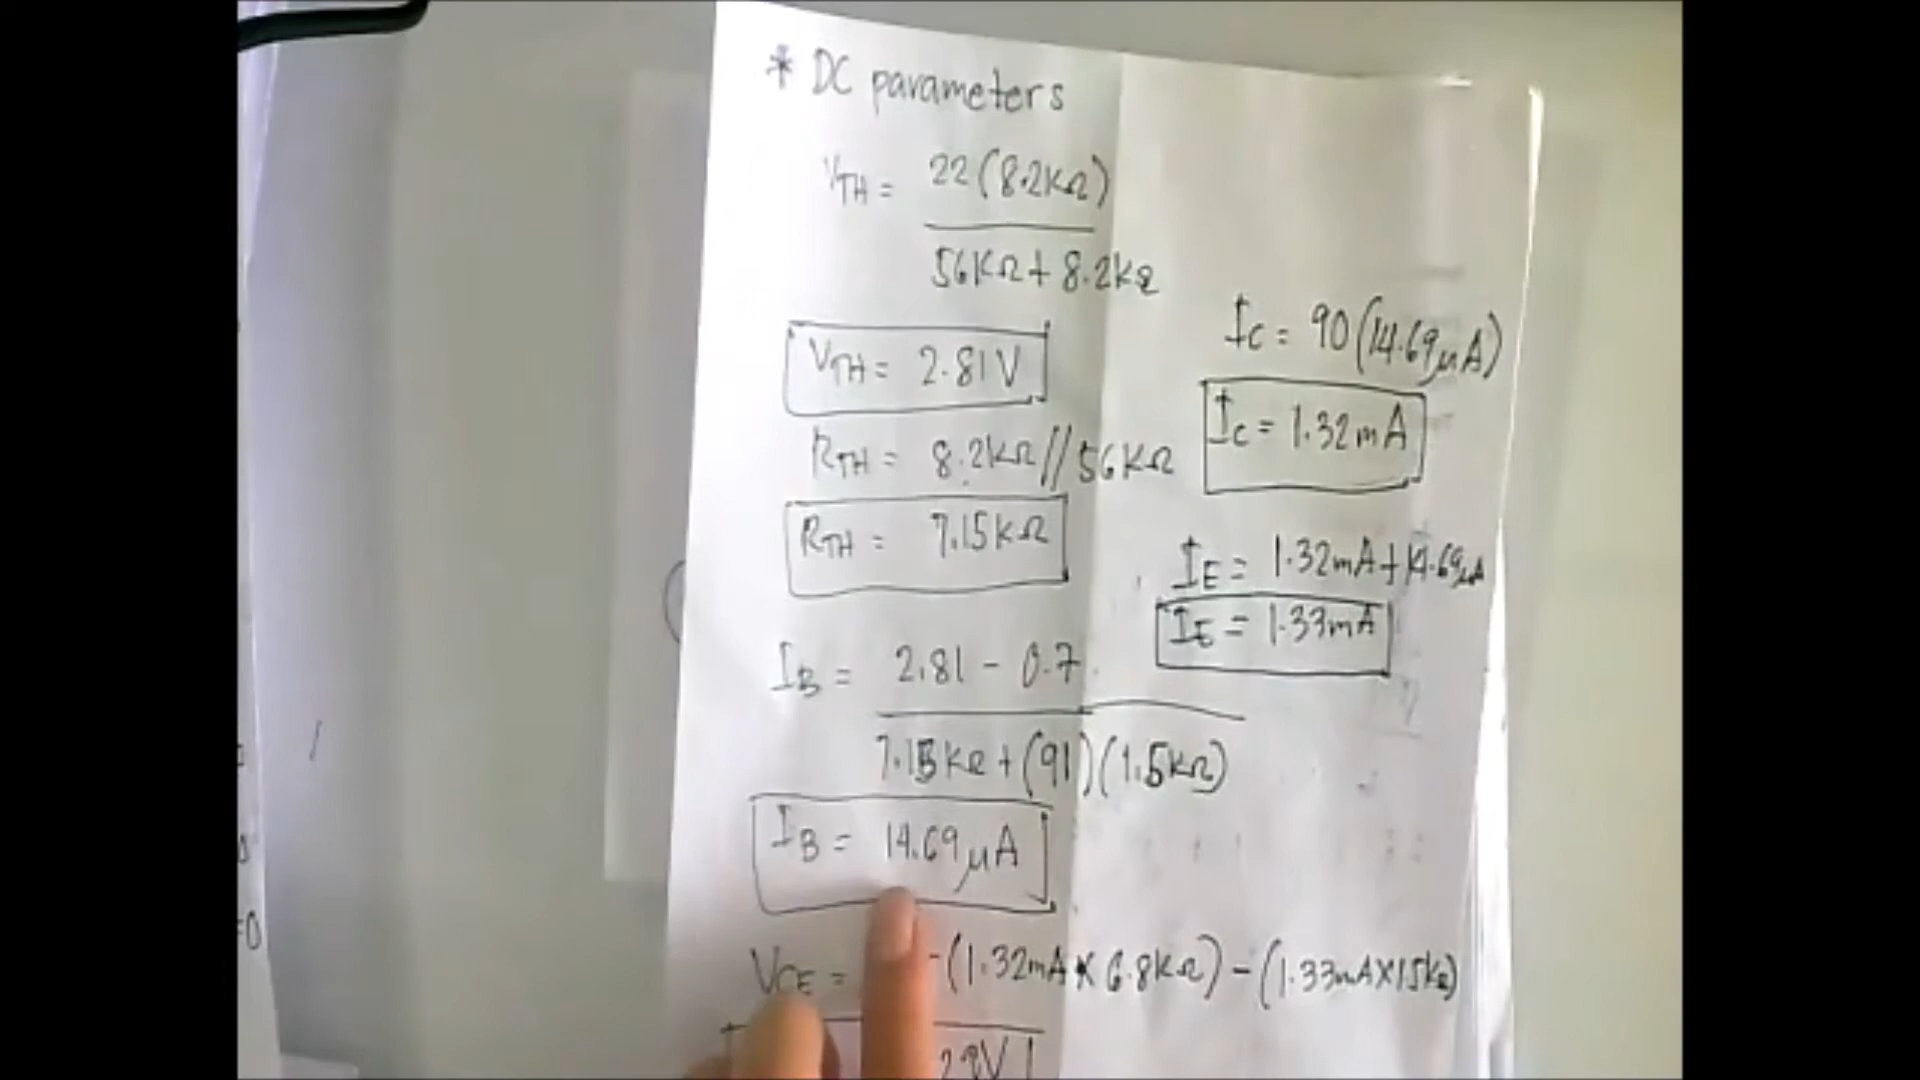 * DC parameters
VTH = 22(8.2KΩ)
56KΩ + 8.2KΩ
VTH = 2.81V
RTH = 8.2KΩ//56KΩ
RTH = 7.15KΩ
IB = 2.81 - 0.7
7.15KΩ + (91)(1.5KΩ)
IB = 14.69μA
VCE = -(1.32mA × 6.8KΩ) - (1.33mA×1.5KΩ)
IC = 90(14.69μA)
IC = 1.32mA
IE = 1.32mA + 14.69μA
IE = 1.33mA